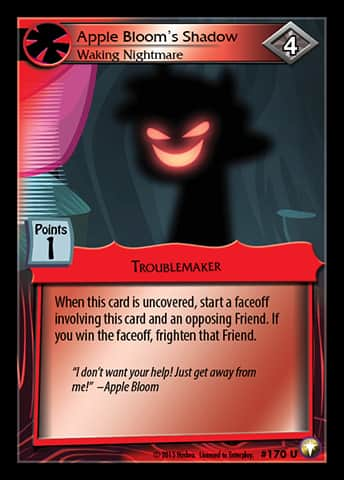 Apple Bloom's Shadow
Waking Nightmare
4
Points
1
TROUBLEMAKER
When this card is uncovered, start a faceoff
involving this card and an opposing Friend. If
you win the faceoff, frighten that Friend.
"I don't want your help! Just get away from
me!" –Apple Bloom
© 2015 Hasbro. Licensed to Enterplay. #170 U